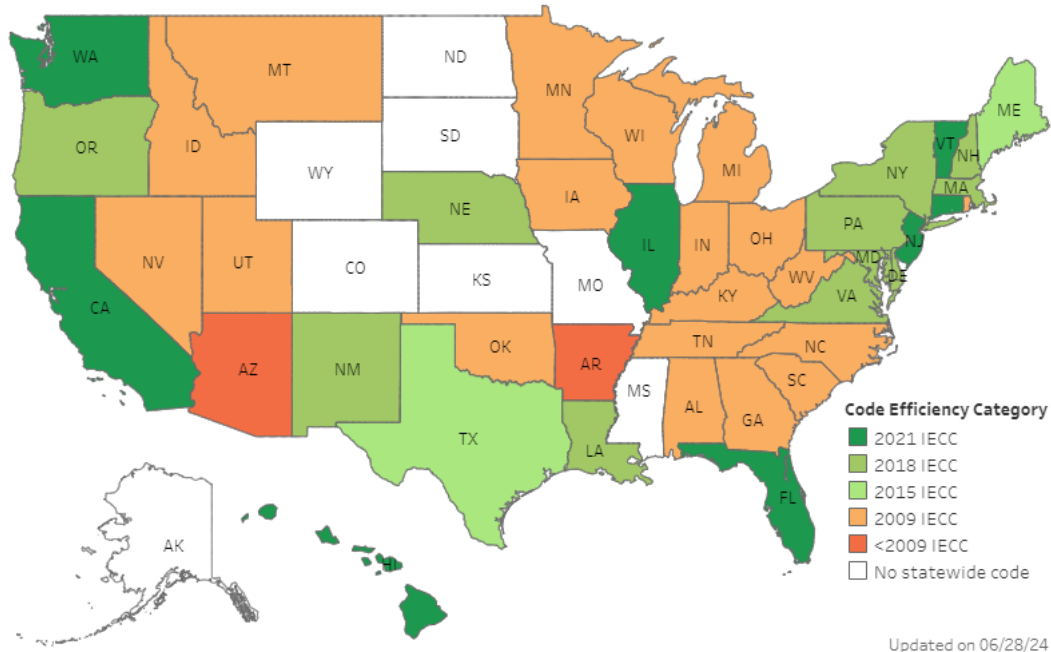 WA
MT
ND
MN
ME
OR
ID
SD
WI
VT
NH
WY
MI
NY
MA
NE
IA
PA
NV
UT
CO
IL
IN
OH
NJ
KS
MO
WV
MD
DE
CA
KY
VA
AZ
NM
OK
AR
TN
NC
MS
SC
AL
GA
TX
LA
FL
AK
HI
Code Efficiency Category
2021 IECC
2018 IECC
2015 IECC
2009 IECC
<2009 IECC
No statewide code
Updated on 06/28/24